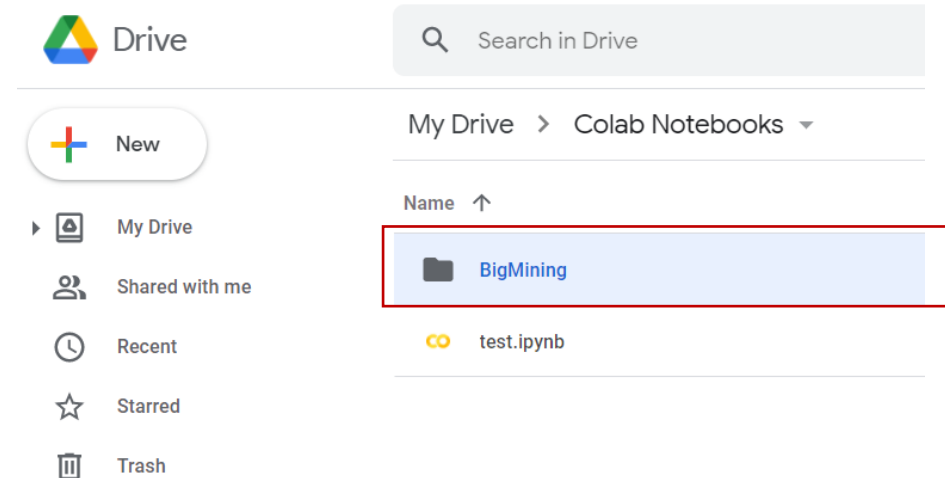 Drive
Search in Drive
My Drive > Colab Notebooks
New
Name ↑
My Drive
BigMining
Shared with me
test.ipynb
Recent
Starred
Trash